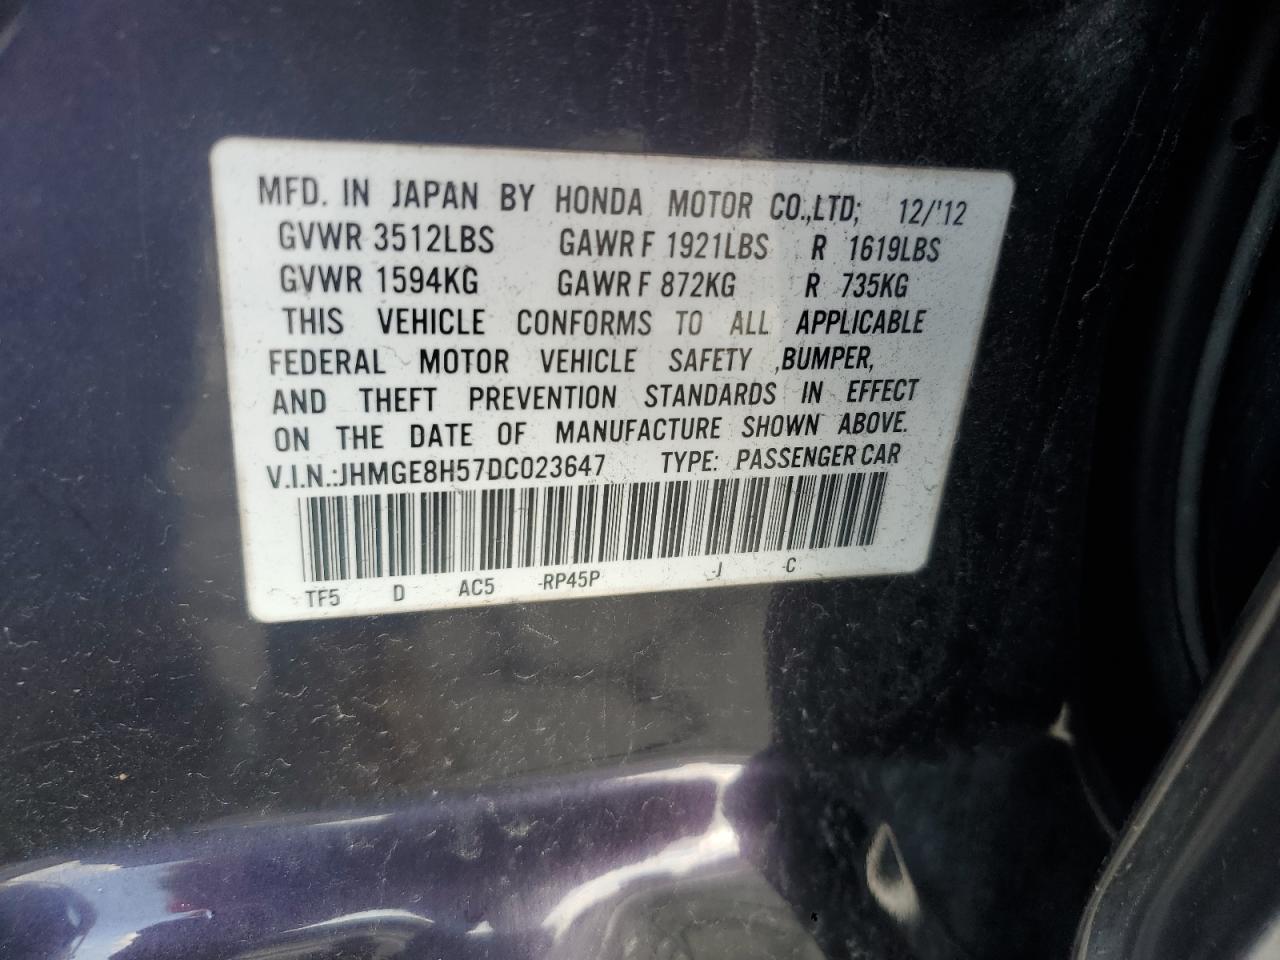 MFD. IN JAPAN BY HONDA MOTOR CO.,LTD; 12/'12
GVWR 3512LBS GAWR F 1921LBS R 1619LBS
GVWR 1594KG GAWR F 872KG R 735KG
THIS VEHICLE CONFORMS TO ALL APPLICABLE
FEDERAL MOTOR VEHICLE SAFETY ,BUMPER,
AND THEFT PREVENTION STANDARDS IN EFFECT
ON THE DATE OF MANUFACTURE SHOWN ABOVE.
V.I.N.:JHMGE8H57DC023647 TYPE: PASSENGER CAR
TF5 D AC5 -RP45P -J -C